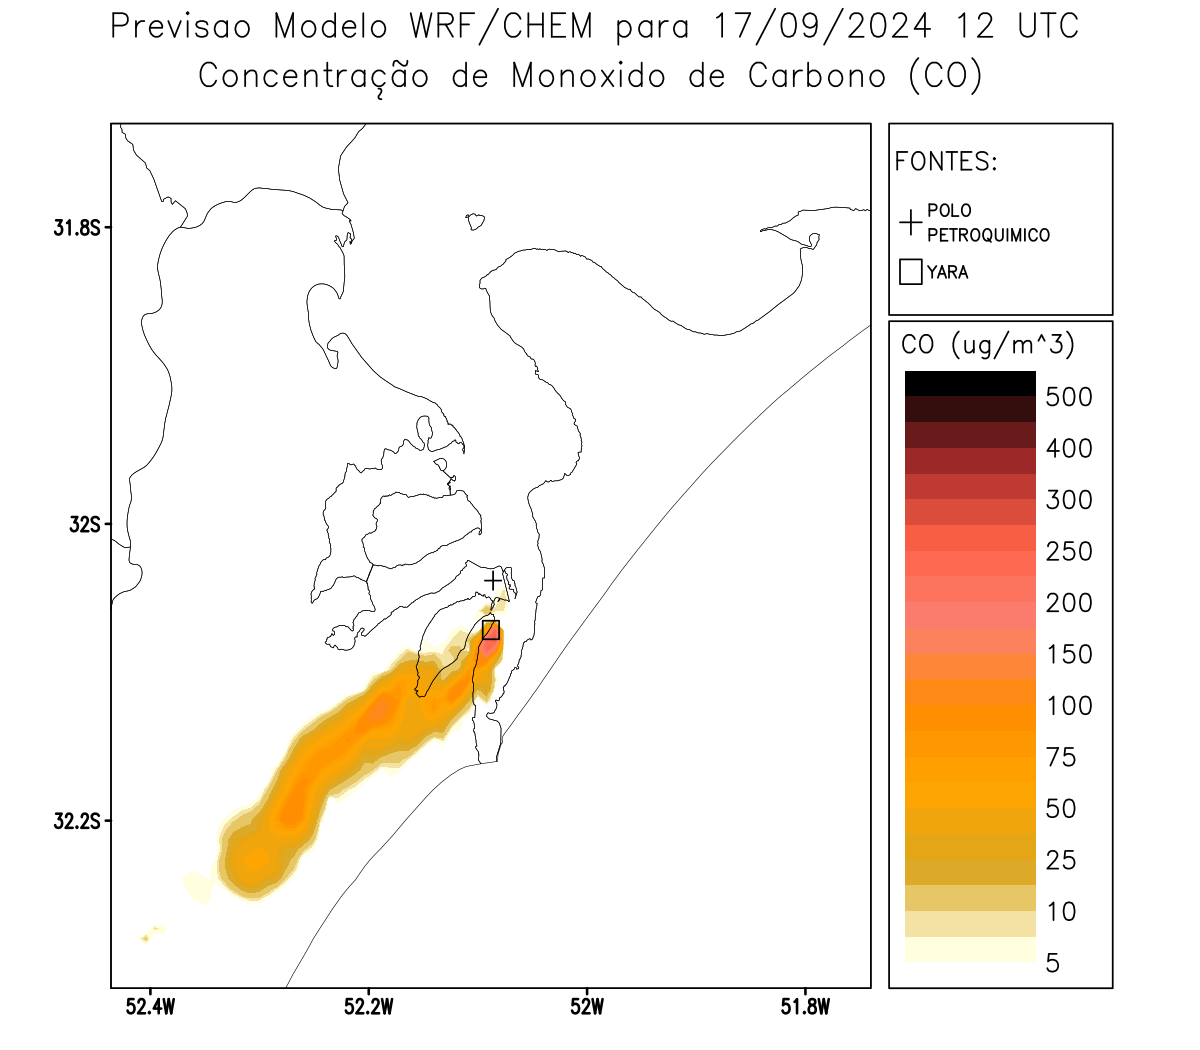 Previsao Modelo WRF/CHEM para 17/09/2024 12 UTC
Concentração de Monoxido de Carbono (CO)
FONTES:
POLO
PETROQUIMICO
YARA
31.8S
32S
32.2S
52.4W
52.2W
52W
51.8W
CO (ug/m^3)
500
400
300
250
200
150
100
75
50
25
10
5